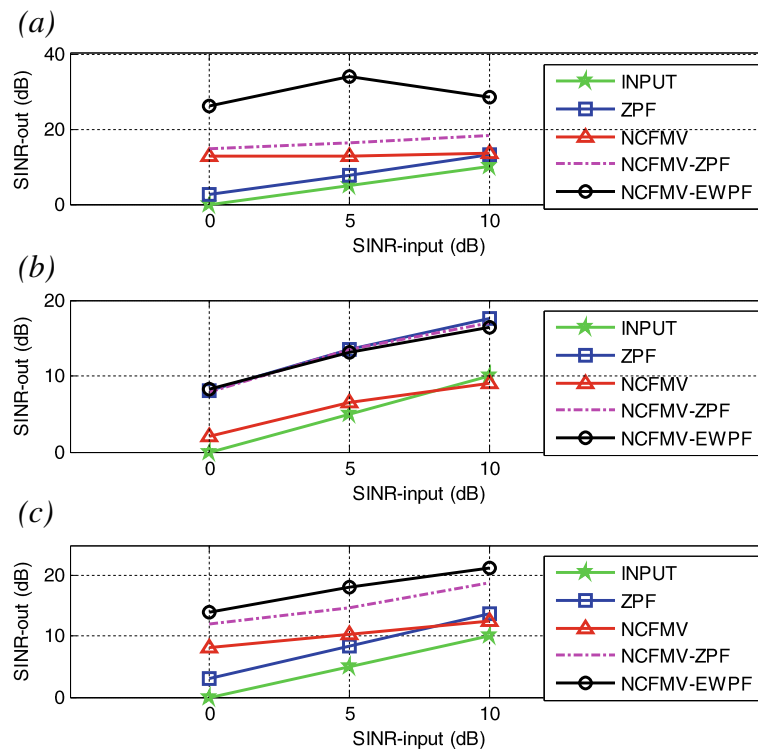 (a)
SINR-out (dB)
40
20
0
0
5
10
SINR-input (dB)
INPUT
ZPF
NCFMV
NCFMV-ZPF
NCFMV-EWPF
(b)
SINR-out (dB)
20
10
0
0
5
10
SINR-input (dB)
INPUT
ZPF
NCFMV
NCFMV-ZPF
NCFMV-EWPF
(c)
SINR-out (dB)
20
10
0
0
5
10
SINR-input (dB)
INPUT
ZPF
NCFMV
NCFMV-ZPF
NCFMV-EWPF